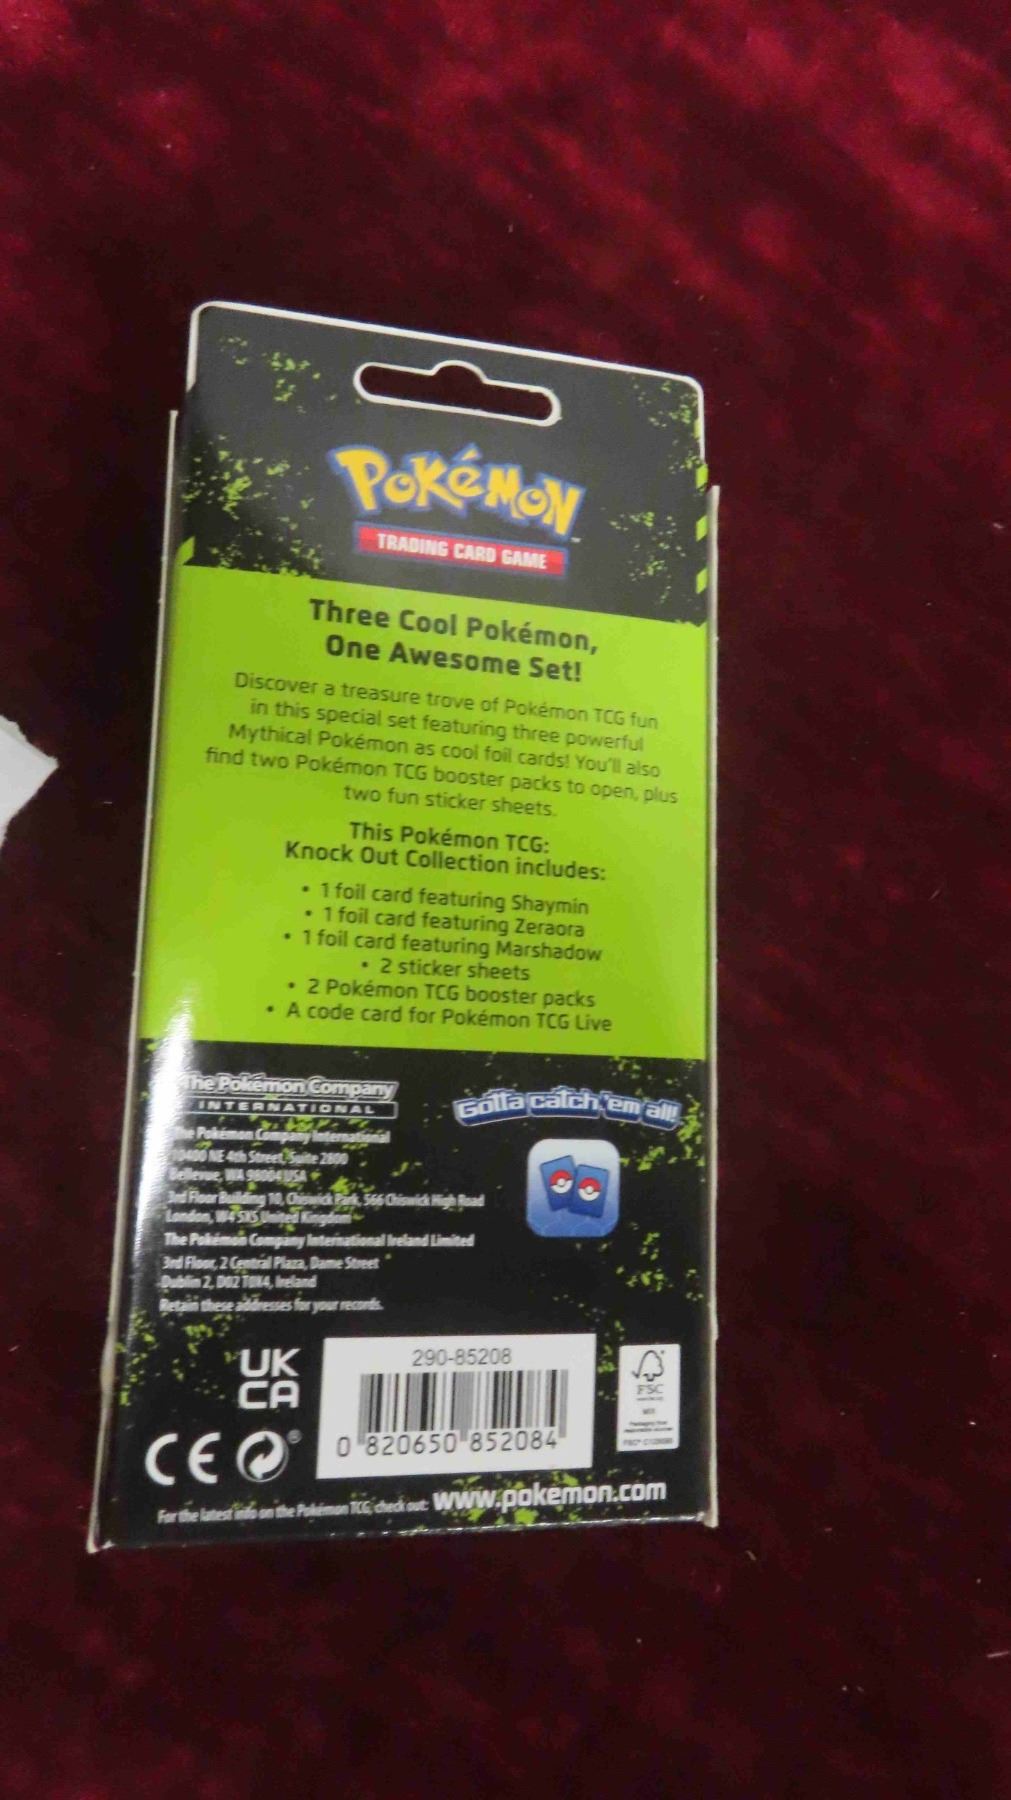 Pokémon
TRADING CARD GAME
Three Cool Pokémon,
One Awesome Set!
Discover a treasure trove of Pokémon TCG fun
in this special set featuring three powerful
Mythical Pokémon as cool foil cards! You'll also
find two Pokémon TCG booster packs to open, plus
two fun sticker sheets.
This Pokémon TCG:
Knock Out Collection includes:
• 1 foil card featuring Shaymin
• 1 foil card featuring Zeraora
• 1 foil card featuring Marshadow
• 2 sticker sheets
• 2 Pokémon TCG booster packs
• A code card for Pokémon TCG Live
The Pokémon Company
INTERNATIONAL
Gotta catch 'em all!
The Pokémon Company International
10400 NE 4th Street, Suite 2800
Bellevue, WA 98004 USA
3rd Floor Building 10, Chiswick Park, 566 Chiswick High Road
London, W4 5XS United Kingdom
The Pokémon Company International Ireland Limited
3rd Floor, 2 Central Plaza, Dame Street
Dublin 2, D02 T0X4, Ireland
Retain these addresses for your records.
UK
CA
CE
290-85208
0 820650 852084
FSC
MIX
For the latest info on the Pokémon TCG, check out: www.pokemon.com